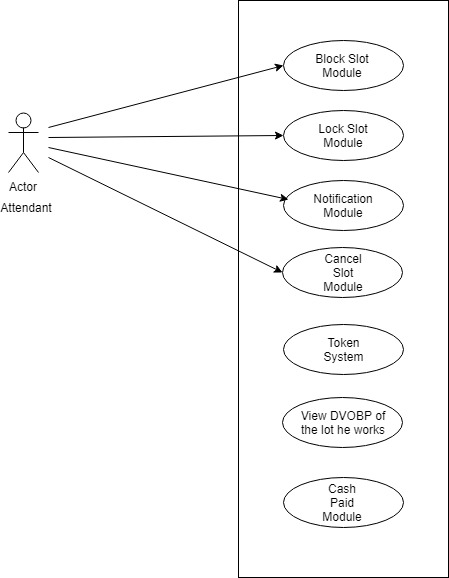 Block Slot
Module
Lock Slot
Module
Actor
Attendant
Notification
Module
Cancel
Slot
Module
Token
System
View DVOBP of
the lot he works
Cash
Paid
Module